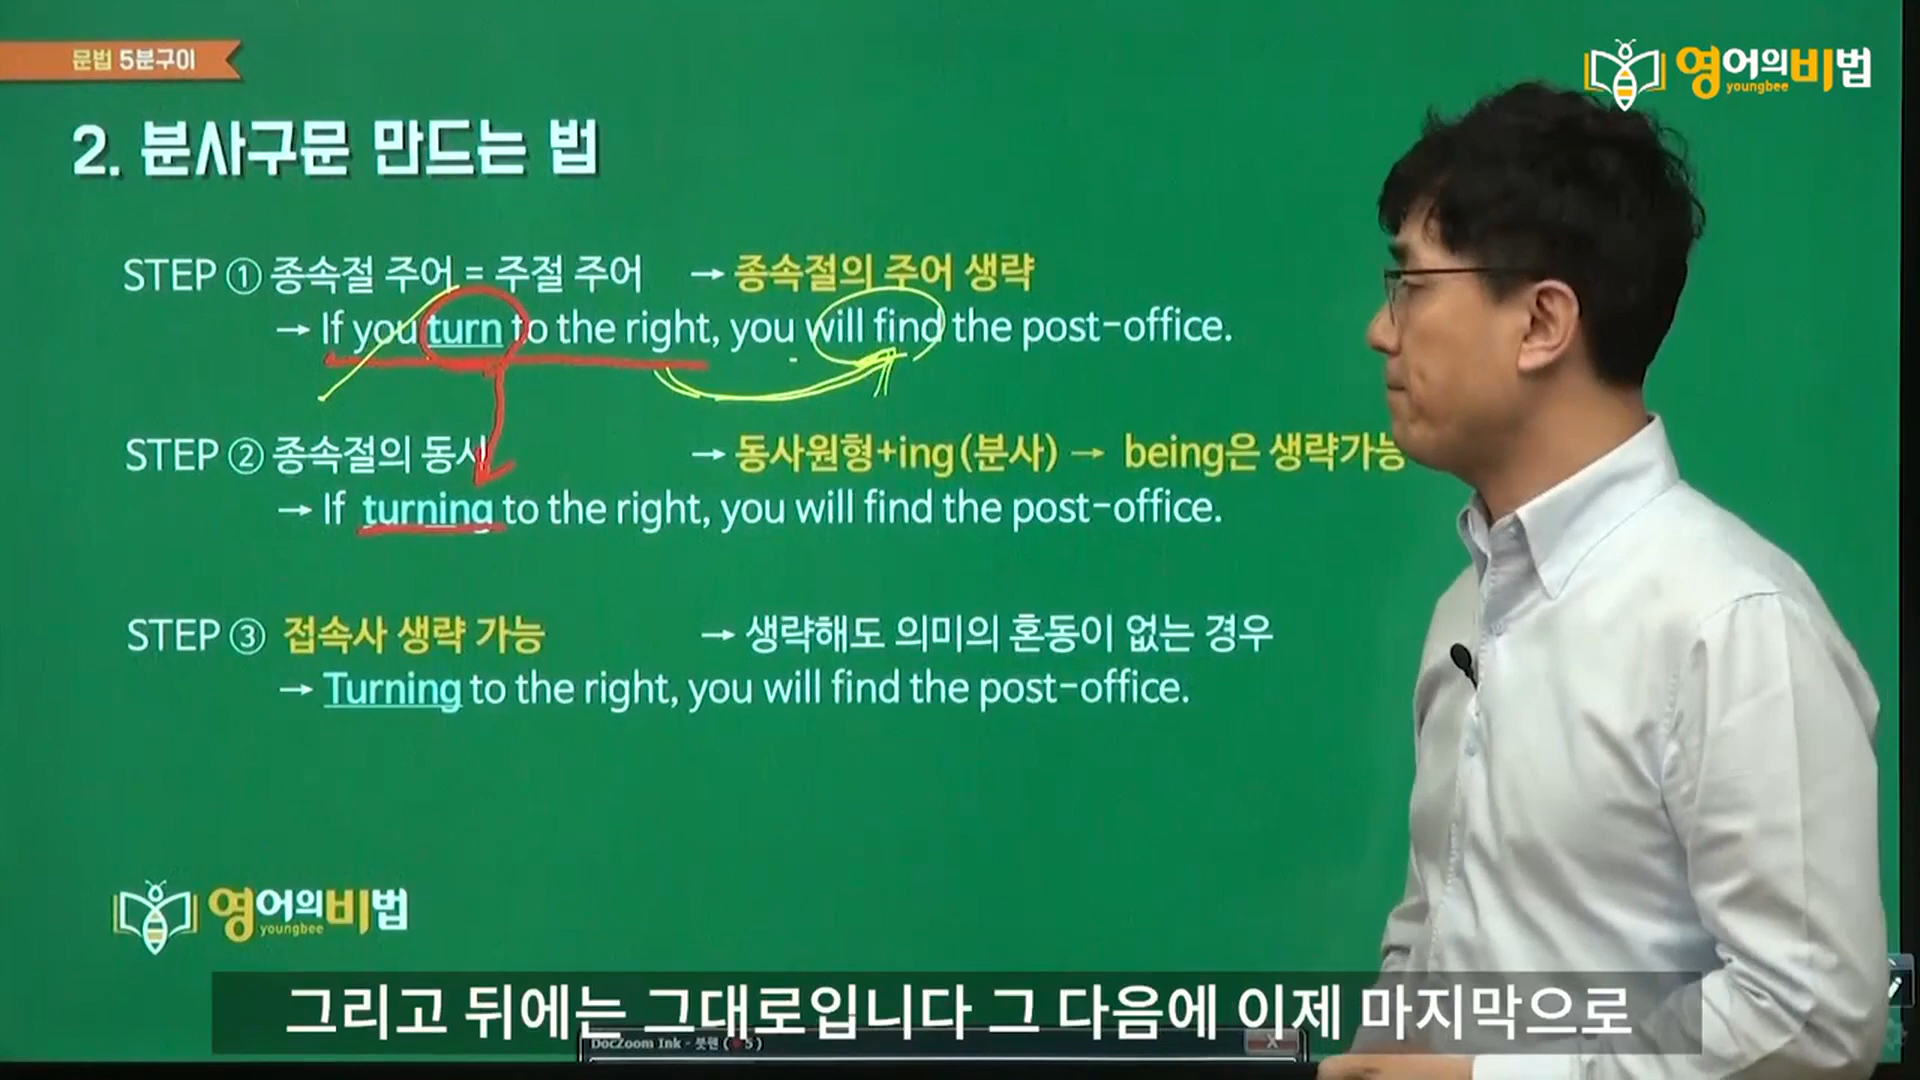 문법 5분구이
영어의비법
youngbee
2. 분사구문 만드는 법
STEP ① 종속절 주어 = 주절 주어 → 종속절의 주어 생략
→ If you turn to the right, you will find the post-office.
STEP ② 종속절의 동사 → 동사원형+ing(분사) → being은 생략가능
→ If turning to the right, you will find the post-office.
STEP ③ 접속사 생략 가능 → 생략해도 의미의 혼동이 없는 경우
→ Turning to the right, you will find the post-office.
영어의비법
youngbee
그리고 뒤에는 그대로입니다 그 다음에 이제 마지막으로
DocZoom Ink - 붓펜 ( 5 )
X